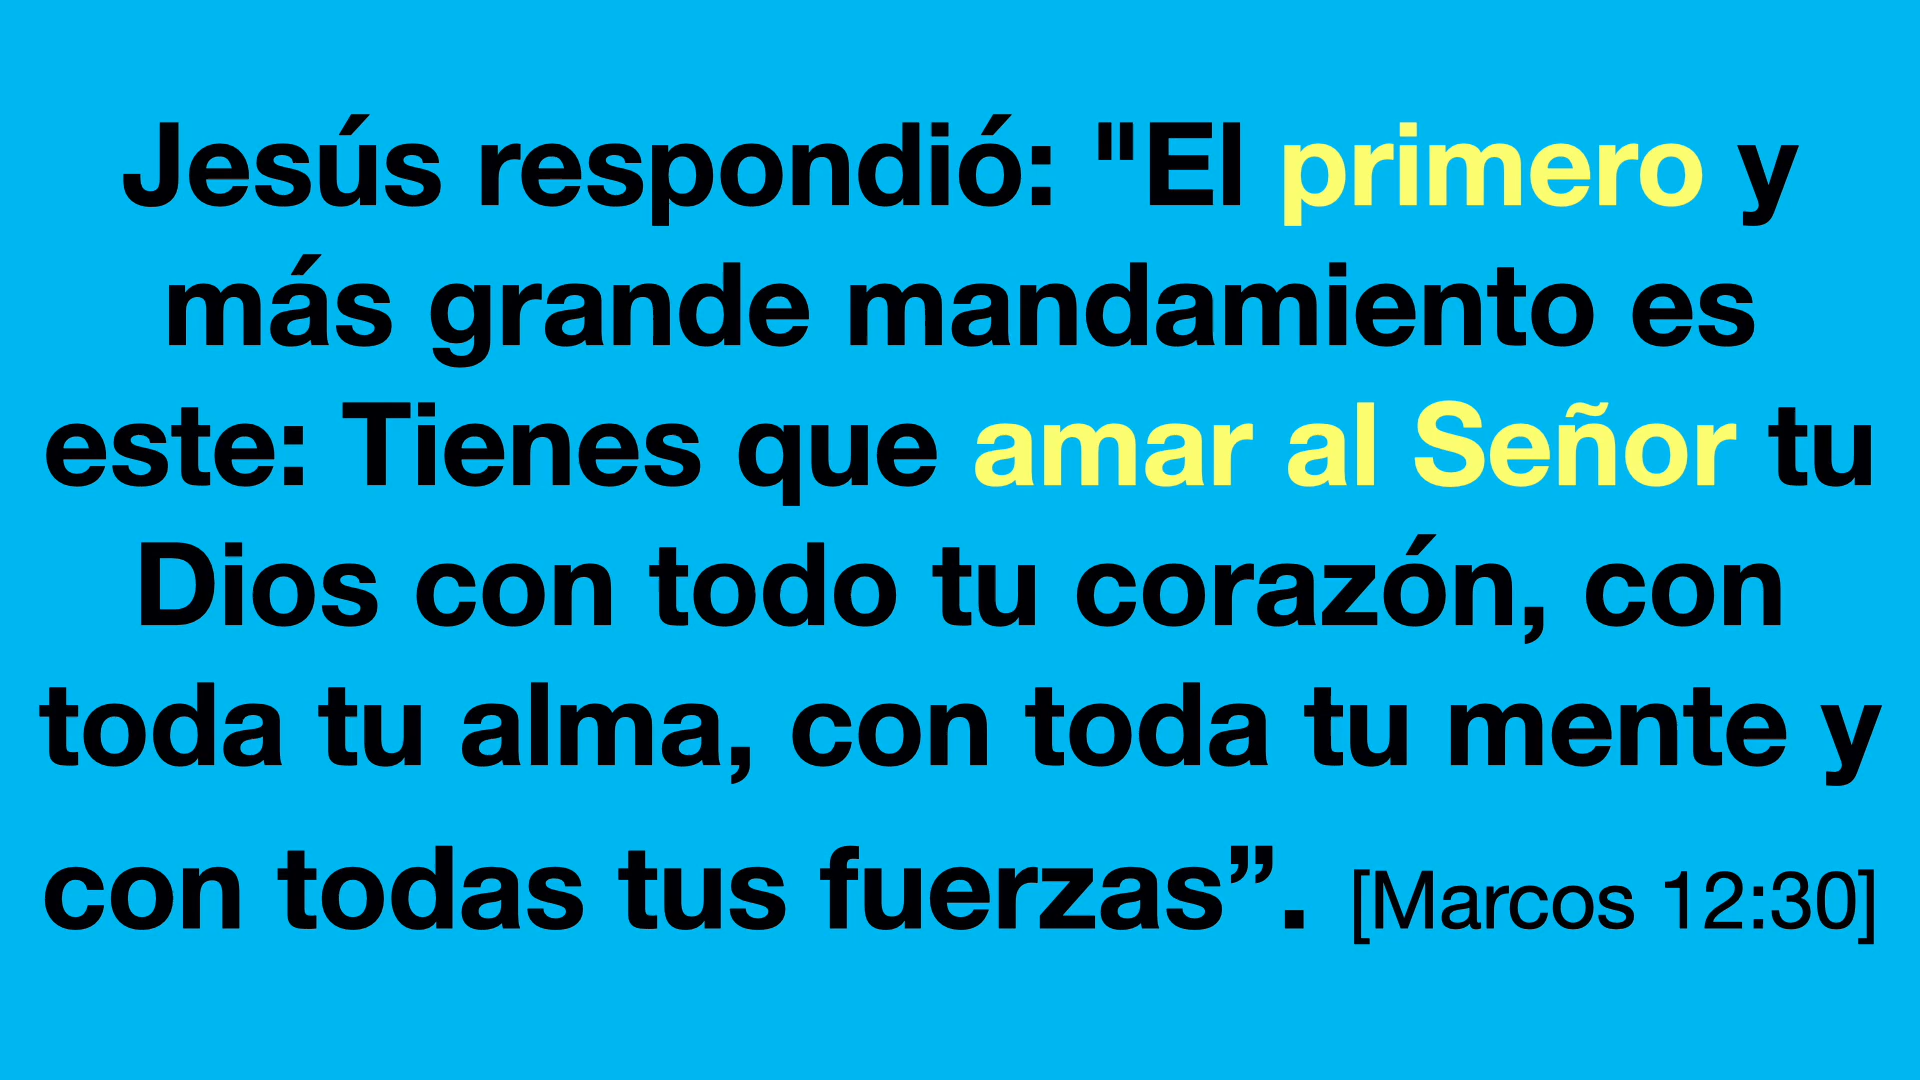 Jesús respondió: "El primero y
más grande mandamiento es
este: Tienes que amar al Señor tu
Dios con todo tu corazón, con
toda tu alma, con toda tu mente y
con todas tus fuerzas”. [Marcos 12:30]